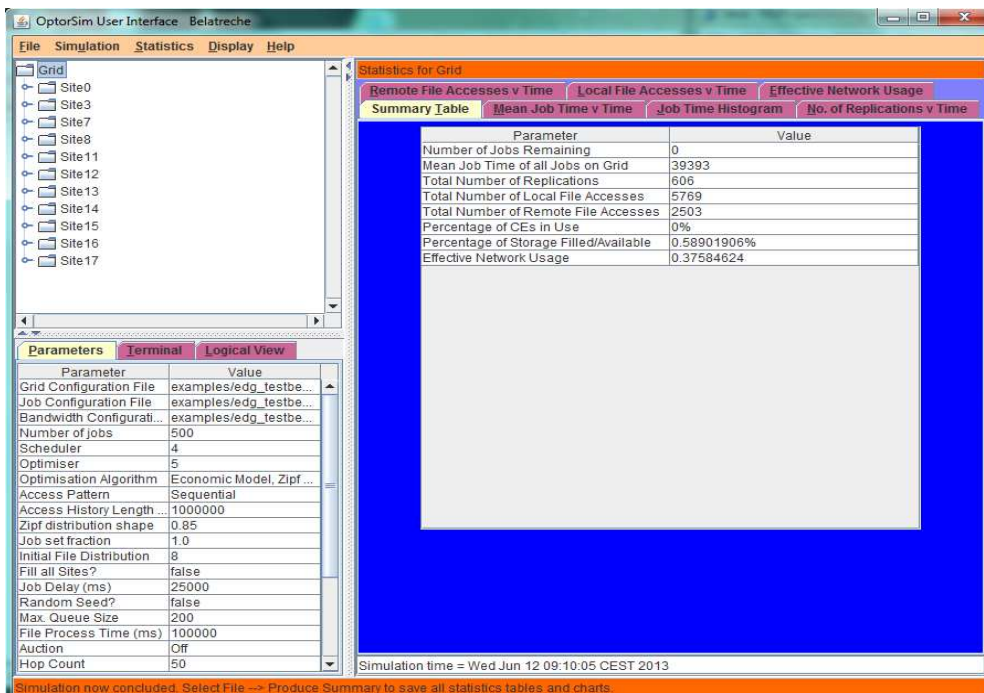 OptorSim User Interface Belatreche
File Simulation Statistics Display Help
Grid
Site0
Site3
Site7
Site8
Site11
Site12
Site13
Site14
Site15
Site16
Site17
Parameters Terminal Logical View
Parameter Value
Grid Configuration File examples/edg_testbe...
Job Configuration File examples/edg_testbe...
Bandwidth Configurati... examples/edg_testbe...
Number of jobs 500
Scheduler 4
Optimiser 5
Optimisation Algorithm Economic Model, Zipf ...
Access Pattern Sequential
Access History Length ... 1000000
Zipf distribution shape 0.85
Job set fraction 1.0
Initial File Distribution 8
Fill all Sites? false
Job Delay (ms) 25000
Random Seed? false
Max. Queue Size 200
File Process Time (ms) 100000
Auction Off
Hop Count 50
Statistics for Grid
Remote File Accesses v Time Local File Accesses v Time Effective Network Usage
Summary Table Mean Job Time v Time Job Time Histogram No. of Replications v Time
Parameter Value
Number of Jobs Remaining 0
Mean Job Time of all Jobs on Grid 39393
Total Number of Replications 606
Total Number of Local File Accesses 5769
Total Number of Remote File Accesses 2503
Percentage of CEs in Use 0%
Percentage of Storage Filled/Available 0.58901906%
Effective Network Usage 0.37584624
Simulation time = Wed Jun 12 09:10:05 CEST 2013
Simulation now concluded. Select File --> Produce Summary to save all statistics tables and charts.